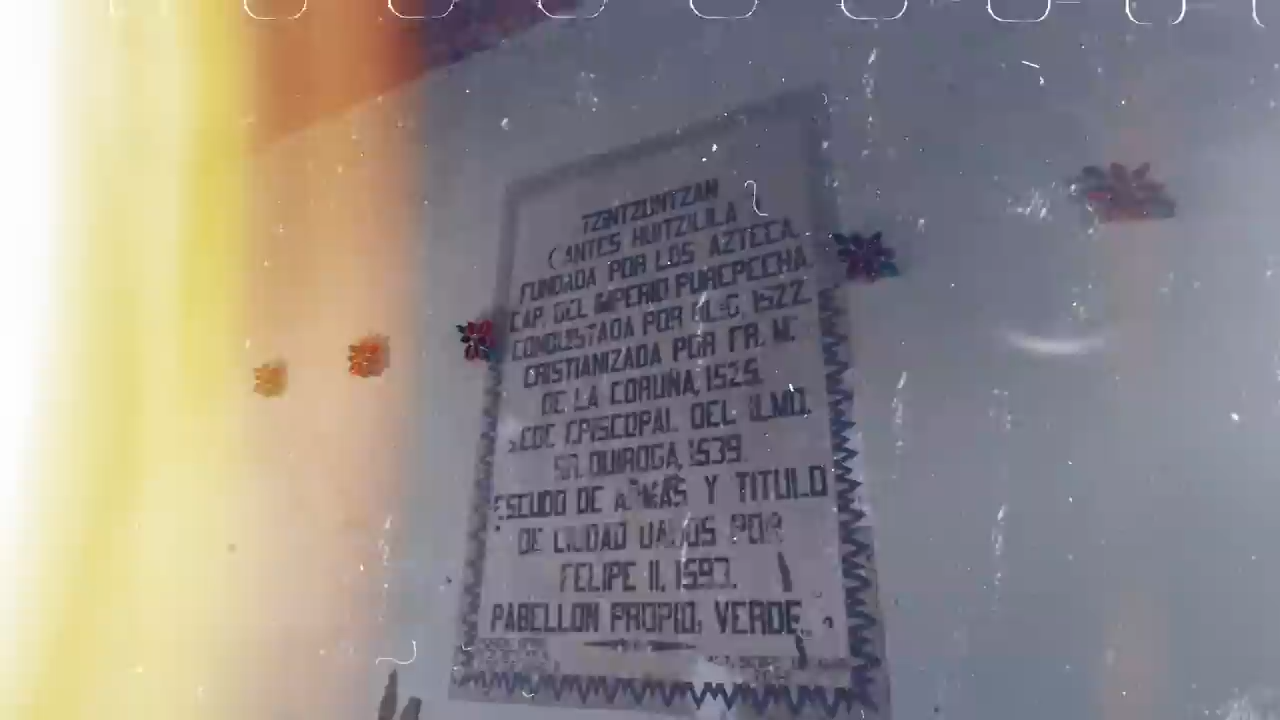 TZINTZUNTZAN
(ANTES HUITZILILA
FUNDADA POR LOS AZTECA.
CAP. DEL IMPERIO PUREPECHA.
CONQUISTADA POR 1522.
CRISTIANIZADA POR FR. M.
DE LA CORUÑA, 1525.
SEDE EPISCOPAL DEL ILMO.
SR. QUIROGA, 1539.
ESCUDO DE ARMAS Y TITULO
DE CIUDAD DADOS POR
FELIPE II, 1593.
PABELLON PROPIO, VERDE